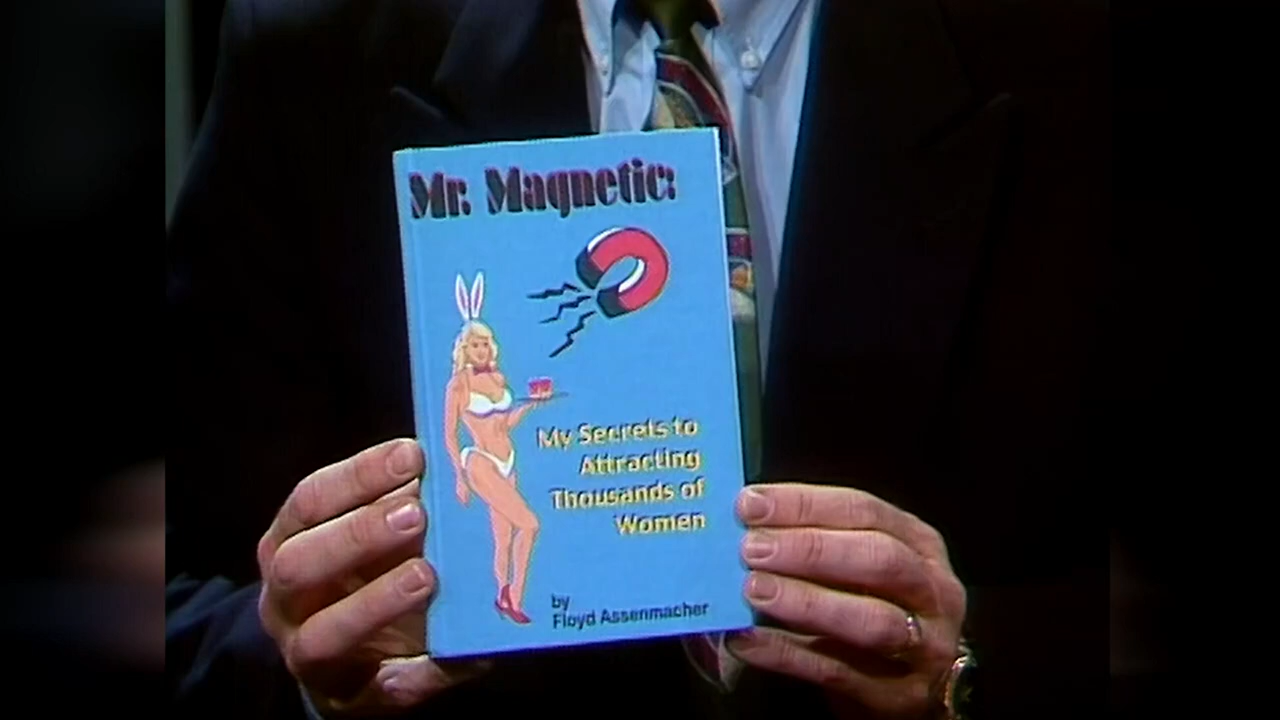 Mr. Magnetic:
My Secrets to
Attracting
Thousands of
Women
by
Floyd Assenmacher